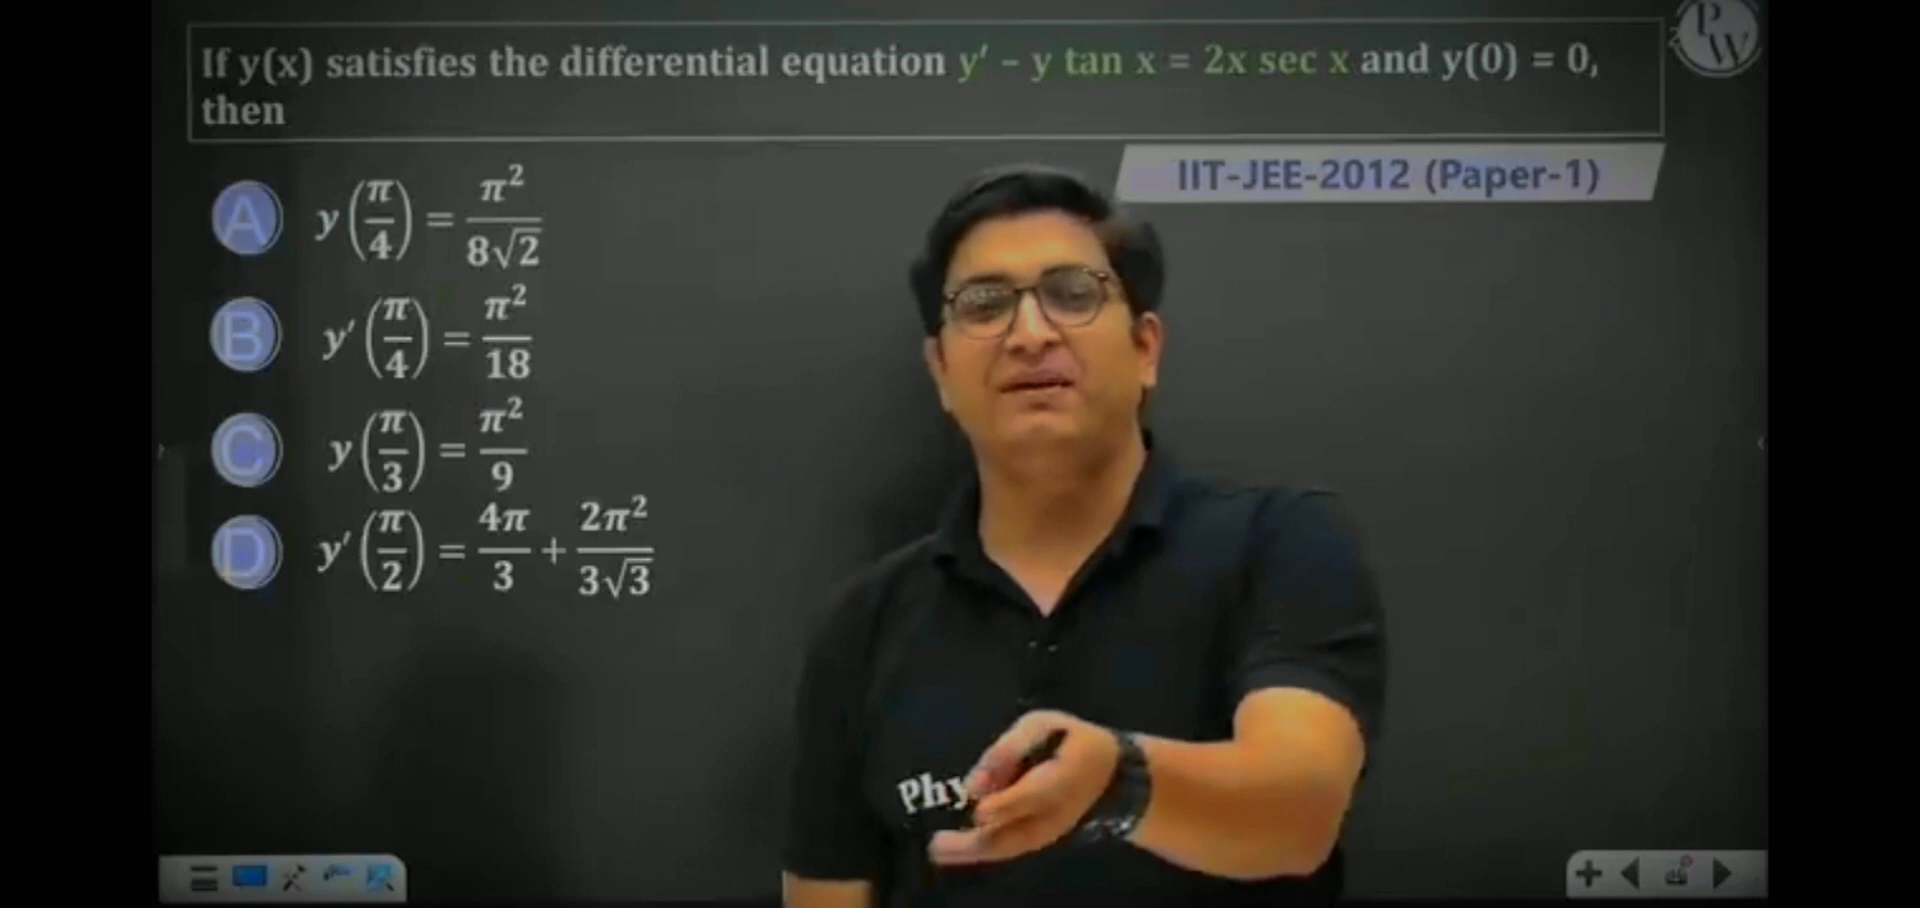 If y(x) satisfies the differential equation y′ − y tan x = 2x sec x and y(0) = 0,
then
PW
IIT-JEE-2012 (Paper-1)
A y(π/4) = π²/(8√2)
B y′(π/4) = π²/18
C y(π/3) = π²/9
D y′(π/2) = 4π/3 + 2π²/(3√3)
Phy